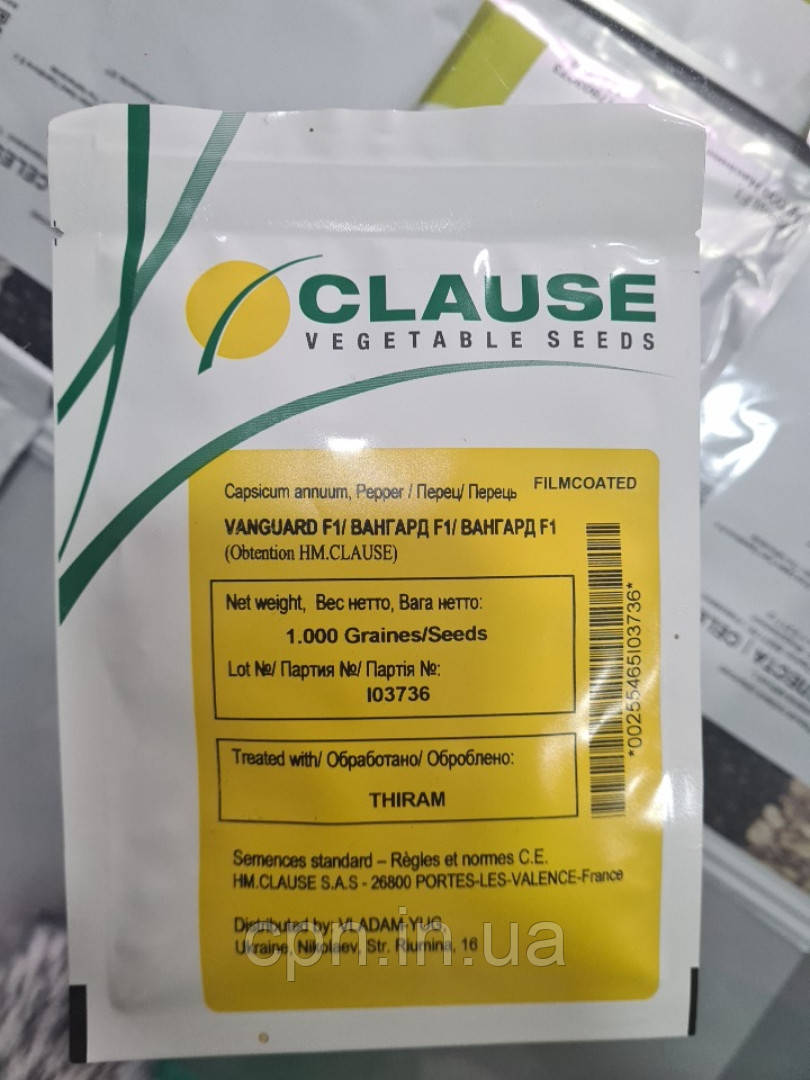 CLAUSE
VEGETABLE SEEDS
Capsicum annuum, Pepper / Перец/ Перець
FILMCOATED
VANGUARD F1/ ВАНГАРД F1/ ВАНГАРД F1
(Obtention HM.CLAUSE)
Net weight, Вес нетто, Вага нетто:
1.000 Graines/Seeds
Lot №/ Партия №/ Партія №:
I03736
*00255465I03736*
Treated with/ Обработано/ Оброблено:
THIRAM
Semences standard – Règles et normes C.E.
HM.CLAUSE S.A.S - 26800 PORTES-LES-VALENCE-France
Distributed by: VLADAM-YUG,
Ukraine, Nikolaev, Str. Riumina, 16
cpn.in.ua